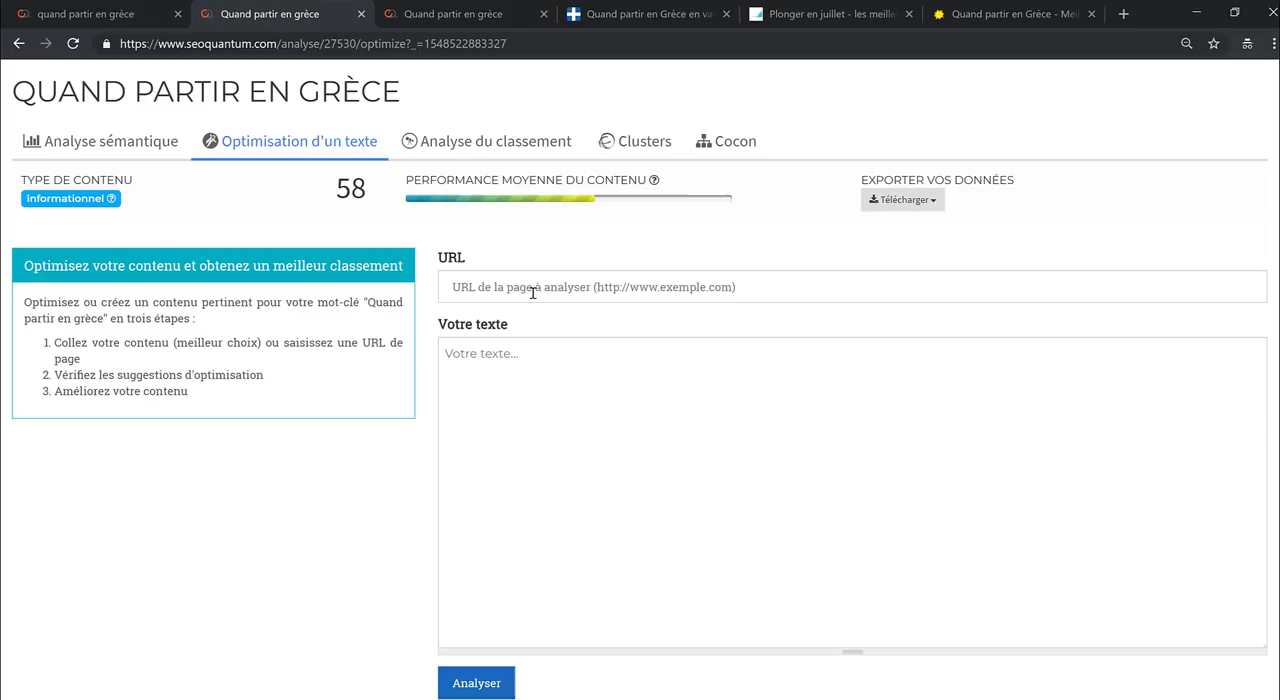 quand partir en grèce
Quand partir en grèce
Quand partir en grèce
Quand partir en Grèce en va
Plonger en juillet - les meille
Quand partir en Grèce - Mei
https://www.seoquantum.com/analyse/27530/optimize?_=1548522883327
QUAND PARTIR EN GRÈCE
Analyse sémantique
Optimisation d'un texte
Analyse du classement
Clusters
Cocon
TYPE DE CONTENU
informationnel
58
PERFORMANCE MOYENNE DU CONTENU
EXPORTER VOS DONNÉES
Télécharger
Optimisez votre contenu et obtenez un meilleur classement
Optimisez ou créez un contenu pertinent pour votre mot-clé "Quand
partir en grèce" en trois étapes :
1. Collez votre contenu (meilleur choix) ou saisissez une URL de
page
2. Vérifiez les suggestions d'optimisation
3. Améliorez votre contenu
URL
URL de la page à analyser (http://www.exemple.com)
Votre texte
Votre texte...
Analyser